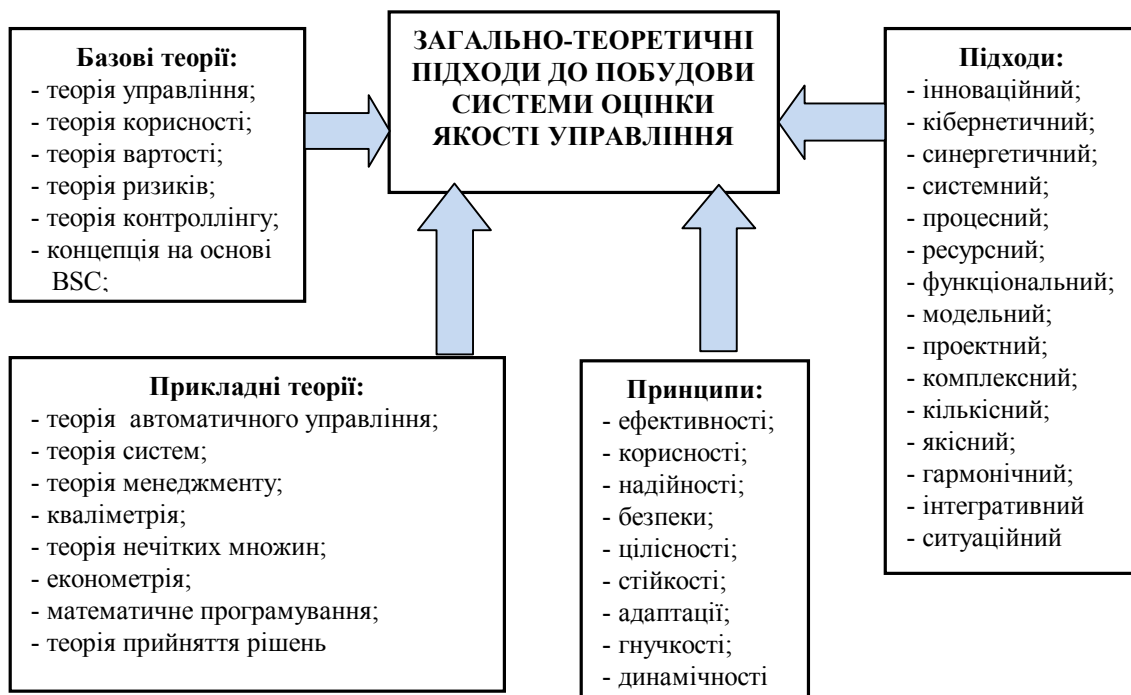 ЗАГАЛЬНО-ТЕОРЕТИЧНІ
ПІДХОДИ ДО ПОБУДОВИ
СИСТЕМИ ОЦІНКИ
ЯКОСТІ УПРАВЛІННЯ
Базові теорії:
- теорія управління;
- теорія корисності;
- теорія вартості;
- теорія ризиків;
- теорія контроллінгу;
- концепція на основі
BSC;
Підходи:
- інноваційний;
- кібернетичний;
- синергетичний;
- системний;
- процесний;
- ресурсний;
- функціональний;
- модельний;
- проектний;
- комплексний;
- кількісний;
- якісний;
- гармонічний;
- інтегративний
- ситуаційний
Прикладні теорії:
- теорія автоматичного управління;
- теорія систем;
- теорія менеджменту;
- кваліметрія;
- теорія нечітких множин;
- економетрія;
- математичне програмування;
- теорія прийняття рішень
Принципи:
- ефективності;
- корисності;
- надійності;
- безпеки;
- цілісності;
- стійкості;
- адаптації;
- гнучкості;
- динамічності